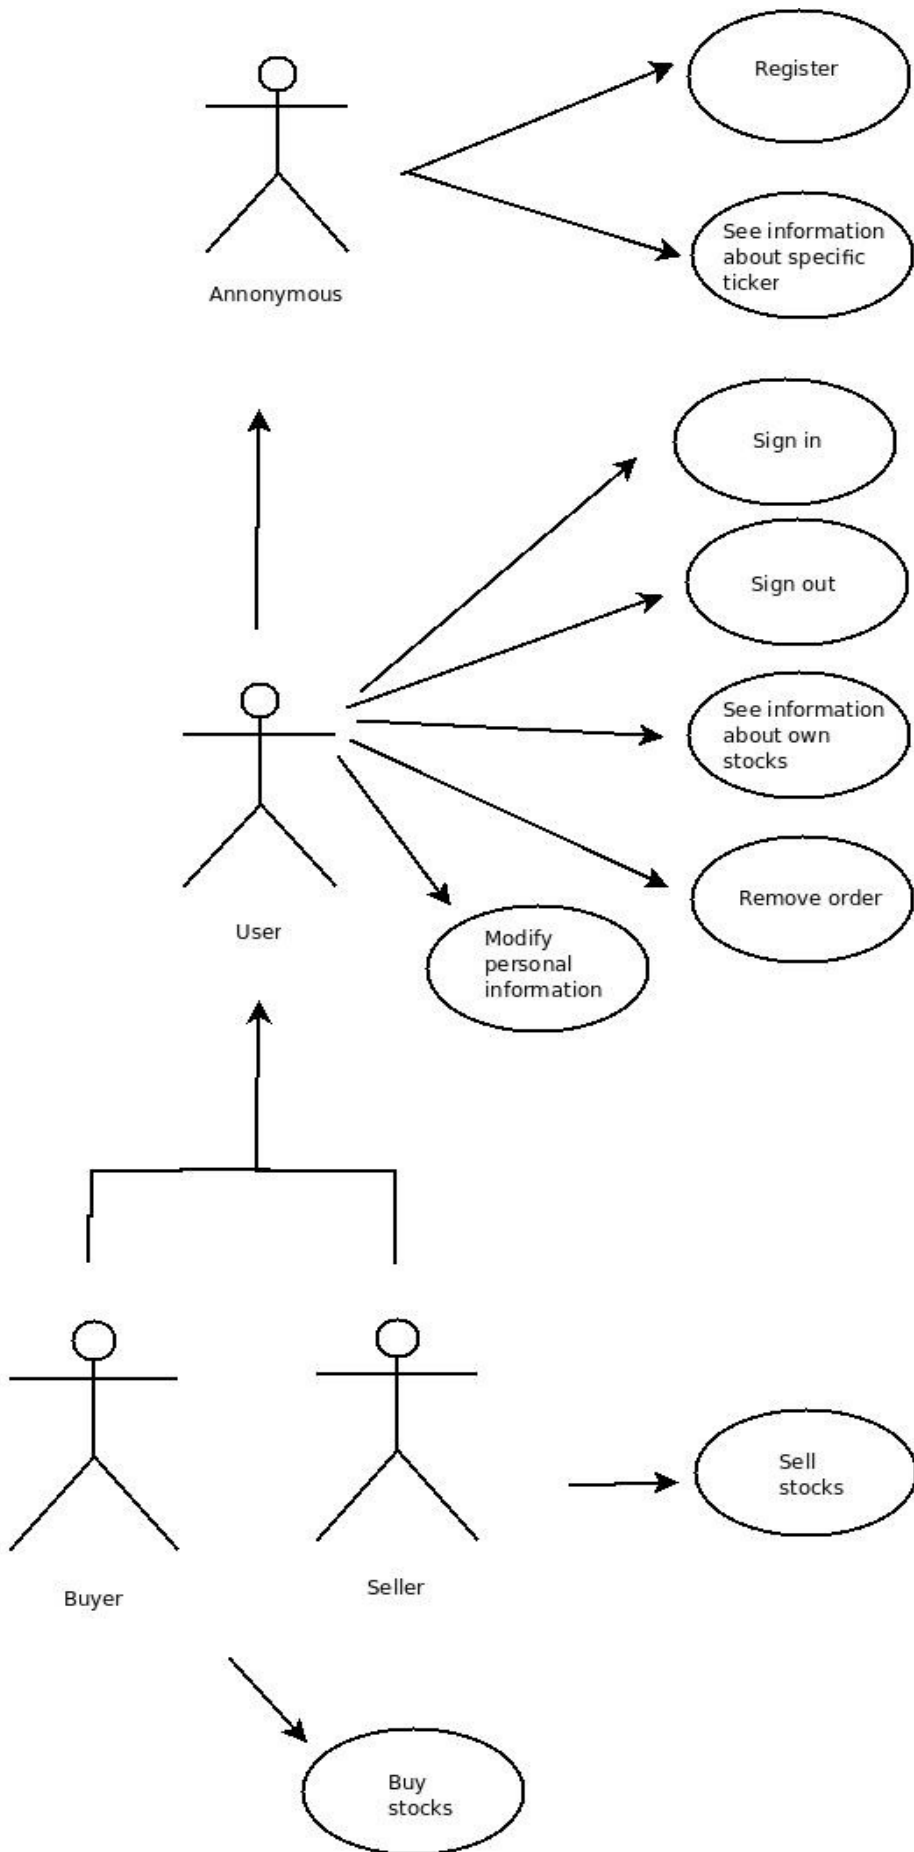 Register
See information
about specific
ticker
Annonymous
Sign in
Sign out
See information
about own
stocks
Remove order
User
Modify
personal
information
Sell
stocks
Buyer
Seller
Buy
stocks